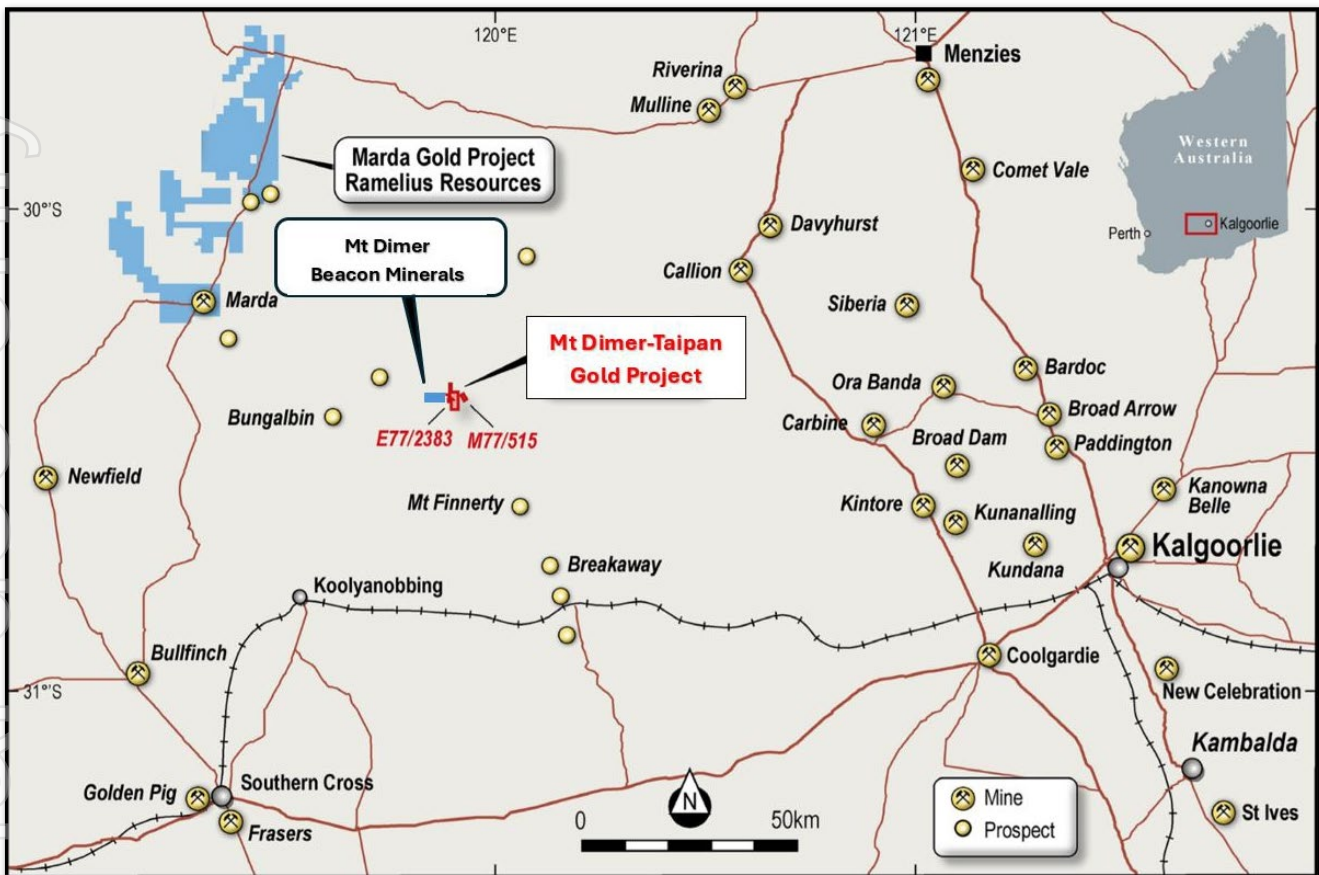 120°E
121°E
Menzies
Riverina
Mulline
Western
Australia
Marda Gold Project
Ramelius Resources
Comet Vale
30°S
Perth
Kalgoorlie
Davyhurst
Mt Dimer
Beacon Minerals
Callion
Marda
Siberia
Mt Dimer-Taipan
Gold Project
Bardoc
Ora Banda
Bungalbin
Broad Arrow
Carbine
E77/2383
M77/515
Broad Dam
Paddington
Newfield
Kanowna
Belle
Mt Finnerty
Kintore
Kunanalling
Kalgoorlie
Breakaway
Kundana
Koolyanobbing
Bullfinch
Coolgardie
31°S
New Celebration
Kambalda
Southern Cross
Golden Pig
N
Mine
0
50km
St Ives
Prospect
Frasers